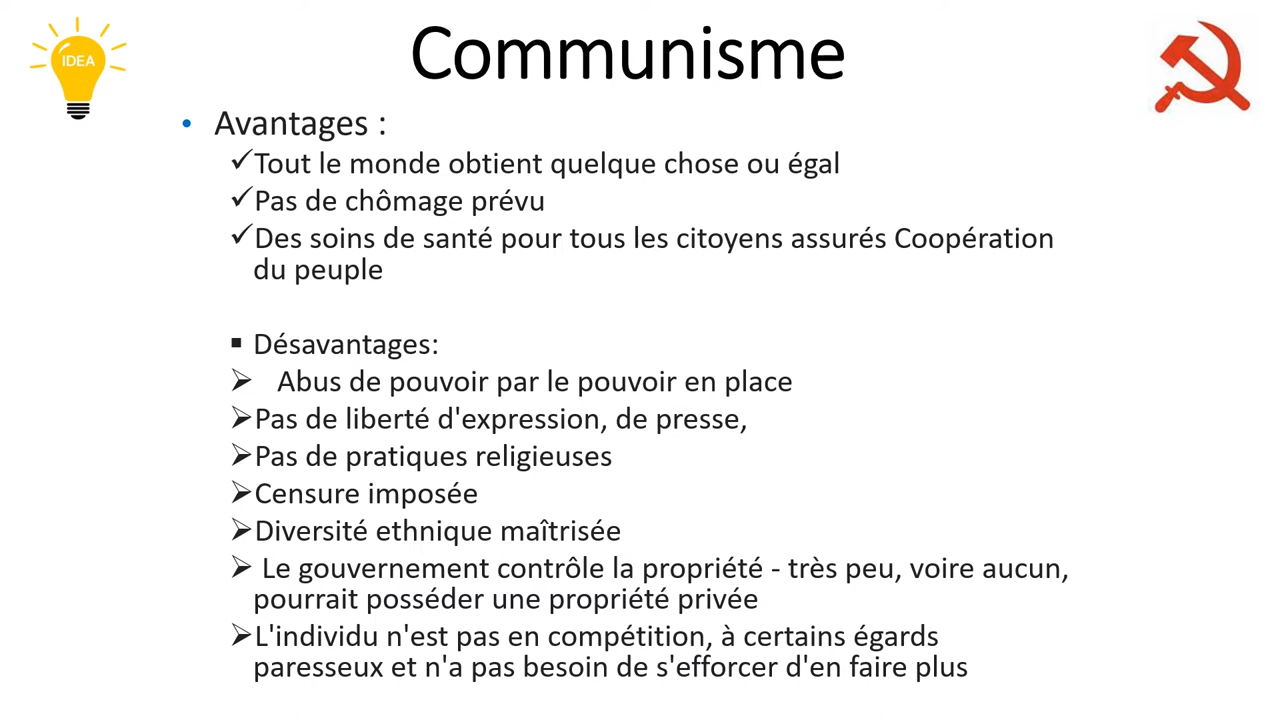 IDEA
Communisme
Avantages :
Tout le monde obtient quelque chose ou égal
Pas de chômage prévu
Des soins de santé pour tous les citoyens assurés Coopération
du peuple
Désavantages:
Abus de pouvoir par le pouvoir en place
Pas de liberté d'expression, de presse,
Pas de pratiques religieuses
Censure imposée
Diversité ethnique maîtrisée
Le gouvernement contrôle la propriété - très peu, voire aucun,
pourrait posséder une propriété privée
L'individu n'est pas en compétition, à certains égards
paresseux et n'a pas besoin de s'efforcer d'en faire plus